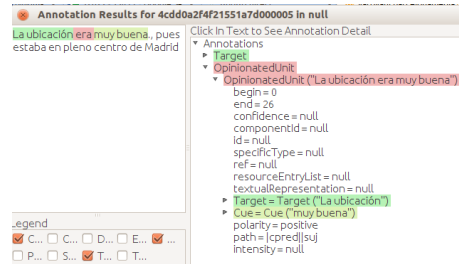 Annotation Results for 4cdd0a2f4f21551a7d000005 in null
La ubicación era muy buena., pues
estaba en pleno centro de Madrid
Click In Text to See Annotation Detail
Annotations
Target
OpinionatedUnit
OpinionatedUnit ("La ubicación era muy buena")
begin = 0
end = 26
confidence = null
componentId = null
id = null
specificType = null
ref = null
resourceEntryList = null
textualRepresentation = null
Target = Target ("La ubicación")
Cue = Cue ("muy buena")
polarity = positive
path = |cpred||suj
intensity = null
Legend
C... C... D... E... ...
P... S... T... T...